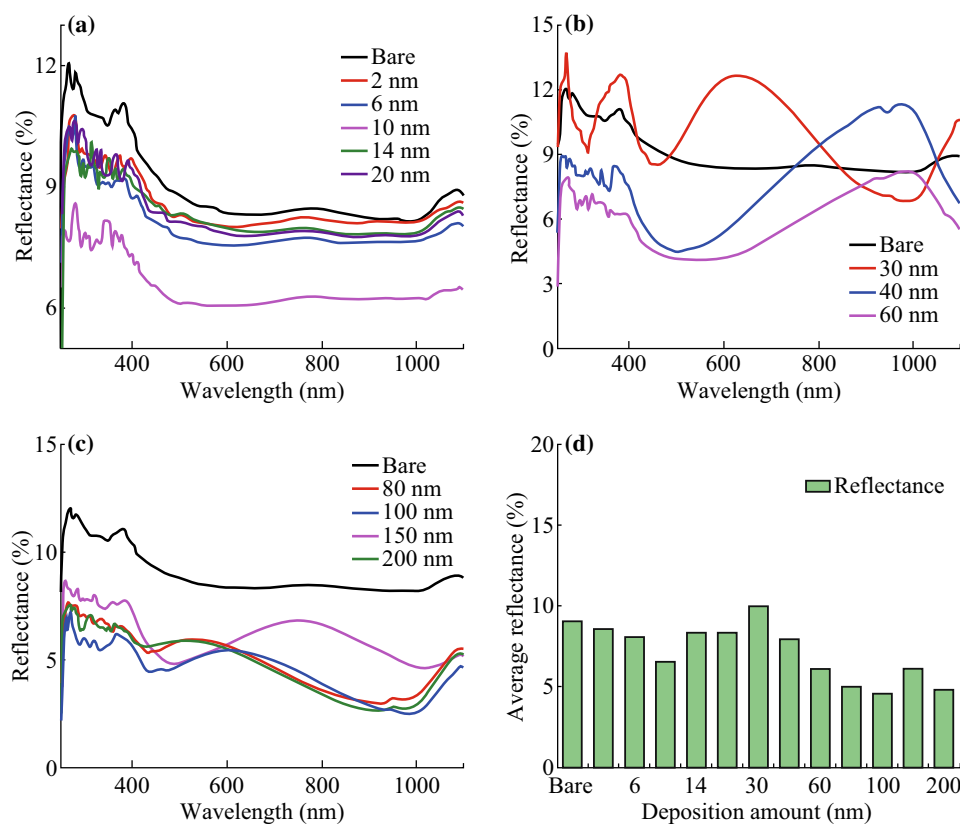 (a)
Bare
2 nm
6 nm
10 nm
14 nm
20 nm
12
9
6
Reflectance (%)
400 600 800 1000
Wavelength (nm)
(b)
15
12
9
6
3
0
Reflectance (%)
Bare
30 nm
40 nm
60 nm
400 600 800 1000
Wavelength (nm)
(c)
15
10
5
0
Reflectance (%)
Bare
80 nm
100 nm
150 nm
200 nm
400 600 800 1000
Wavelength (nm)
(d)
20
15
10
5
0
Average reflectance (%)
Reflectance
Bare 6 14 30 60 100 200
Deposition amount (nm)